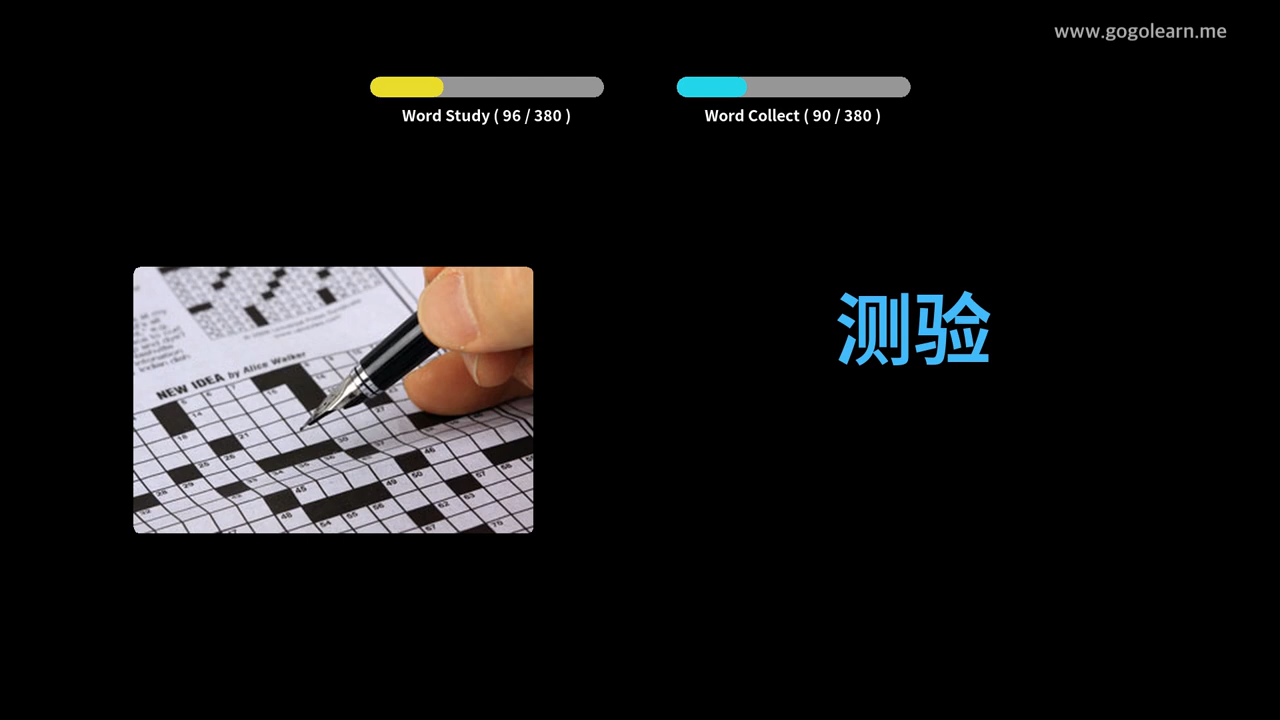 www.gogolearn.me
Word Study ( 96 / 380 )
Word Collect ( 90 / 380 )
测验
NEW IDEA by Alice Walker